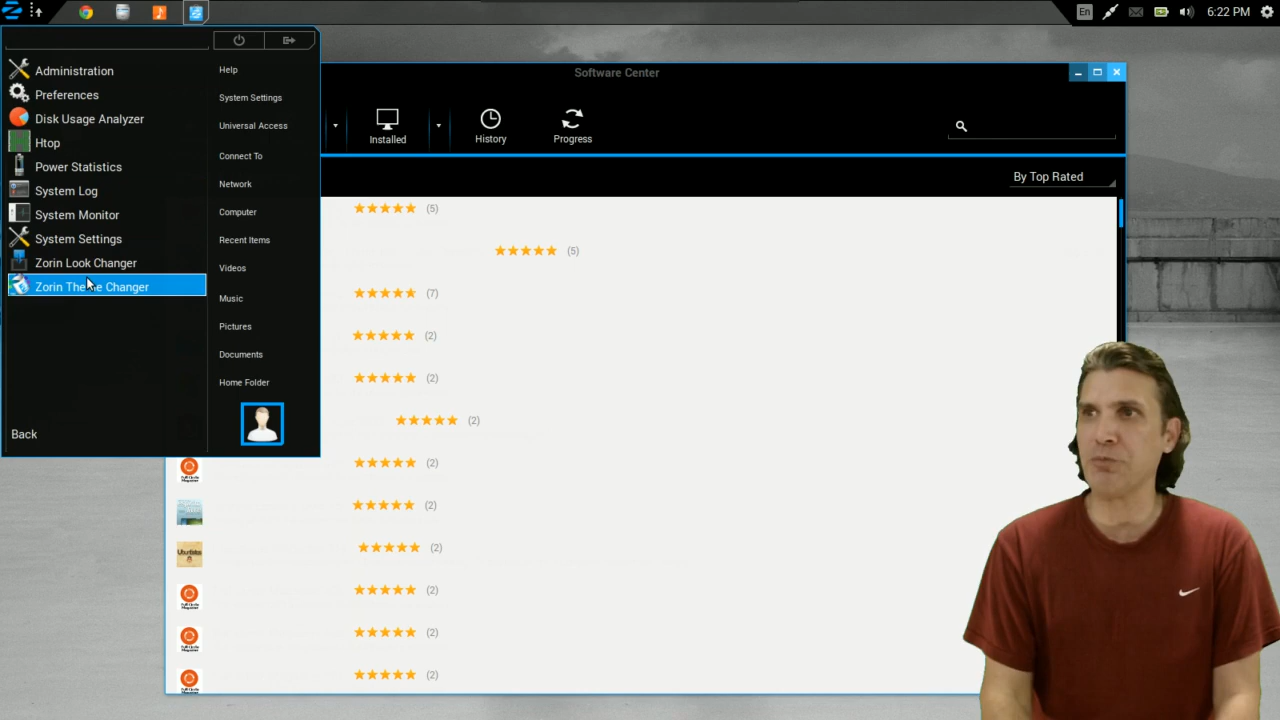 En
6:22 PM
Administration
Preferences
Disk Usage Analyzer
Htop
Power Statistics
System Log
System Monitor
System Settings
Zorin Look Changer
Zorin Theme Changer
Back
Help
System Settings
Universal Access
Connect To
Network
Computer
Recent Items
Videos
Music
Pictures
Documents
Home Folder
Software Center
Installed
History
Progress
By Top Rated
(5)
(5)
(7)
(2)
(2)
(2)
(2)
(2)
(2)
(2)
(2)
(2)